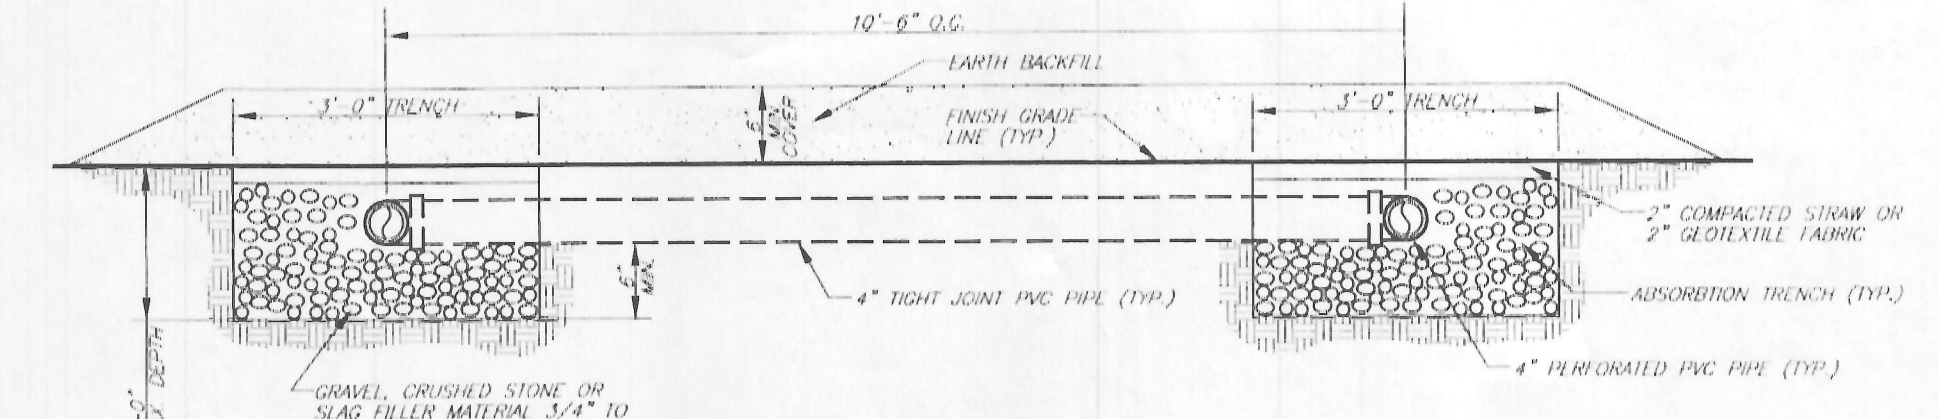 10'-6" O.C.
EARTH BACKFILL
3'-0" TRENCH
6"
MIN.
COVER
FINISH GRADE
LINE (TYP.)
3'-0" TRENCH
2" COMPACTED STRAW OR
2" GEOTEXTILE FABRIC
6"
MIN.
4" TIGHT JOINT PVC PIPE (TYP.)
ABSORBTION TRENCH (TYP.)
DEPTH
4" PERFORATED PVC PIPE (TYP.)
GRAVEL, CRUSHED STONE OR
SLAG FILLER MATERIAL 3/4" TO